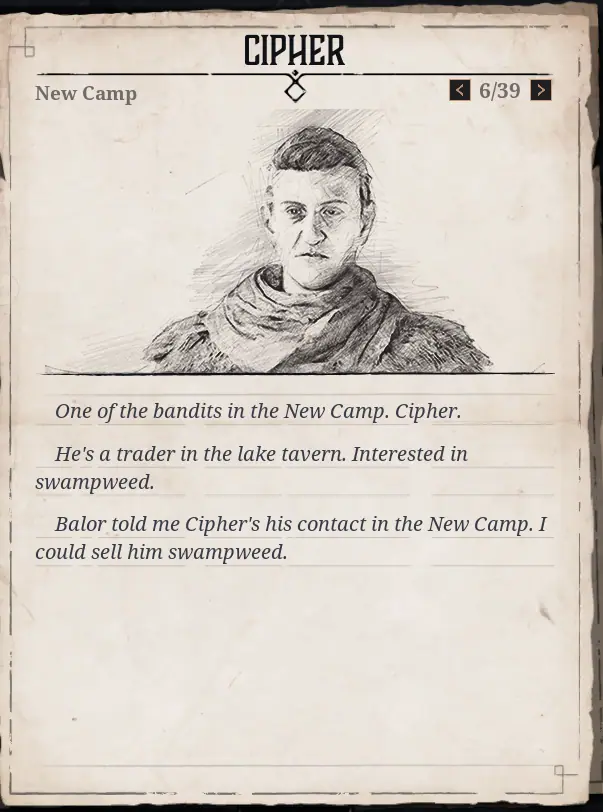 CIPHER
New Camp
6/39
One of the bandits in the New Camp. Cipher.
He's a trader in the lake tavern. Interested in
swampweed.
Balor told me Cipher's his contact in the New Camp. I
could sell him swampweed.